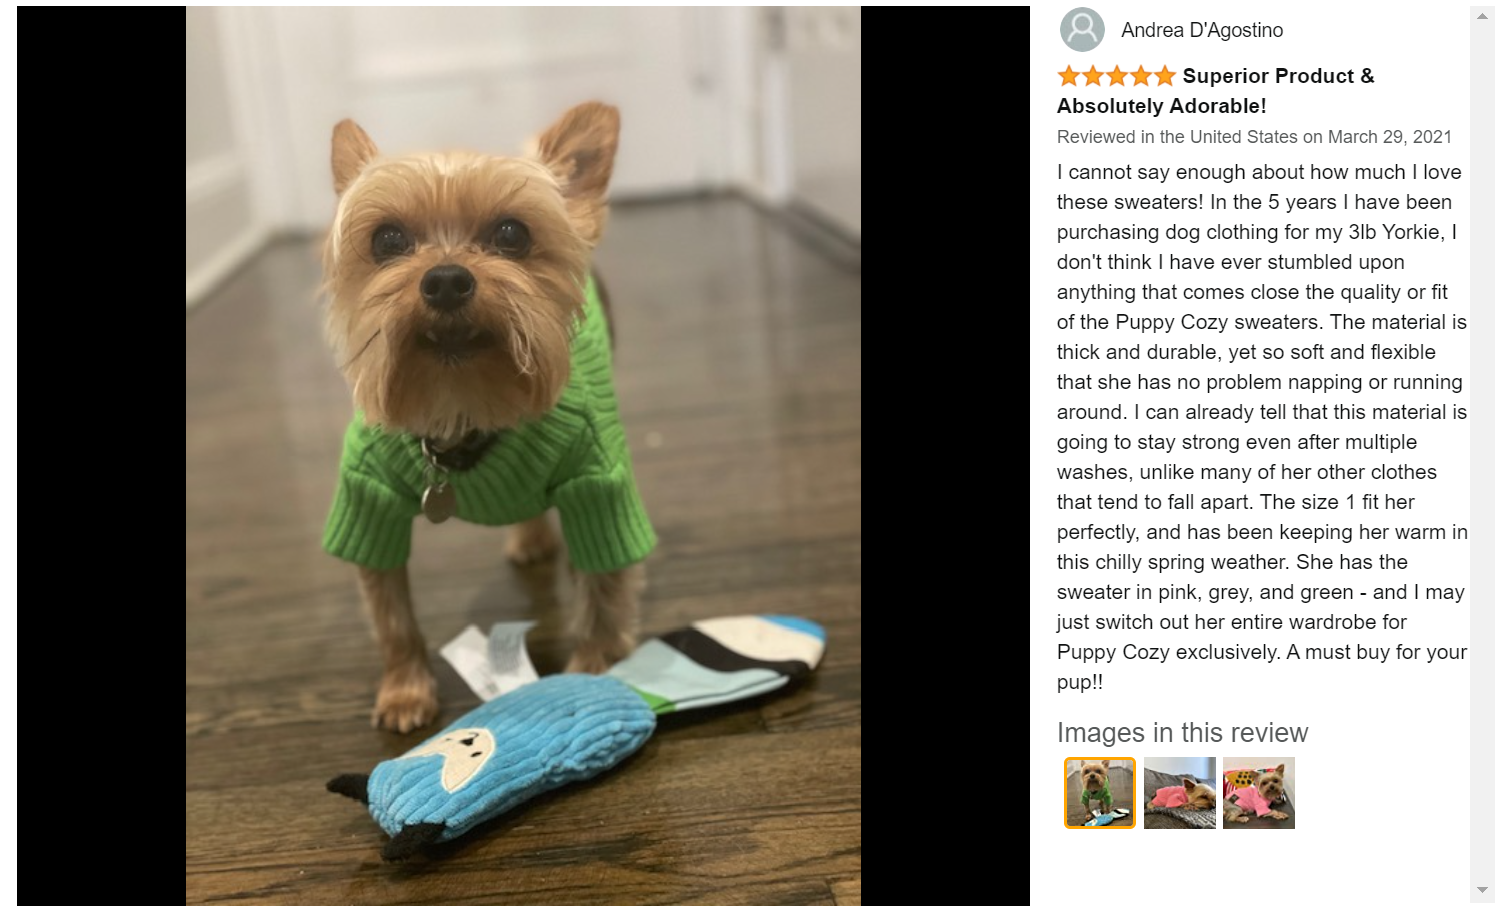 Andrea D'Agostino
Superior Product &
Absolutely Adorable!
Reviewed in the United States on March 29, 2021
I cannot say enough about how much I love
these sweaters! In the 5 years I have been
purchasing dog clothing for my 3lb Yorkie, I
don't think I have ever stumbled upon
anything that comes close the quality or fit
of the Puppy Cozy sweaters. The material is
thick and durable, yet so soft and flexible
that she has no problem napping or running
around. I can already tell that this material is
going to stay strong even after multiple
washes, unlike many of her other clothes
that tend to fall apart. The size 1 fit her
perfectly, and has been keeping her warm in
this chilly spring weather. She has the
sweater in pink, grey, and green - and I may
just switch out her entire wardrobe for
Puppy Cozy exclusively. A must buy for your
pup!!
Images in this review